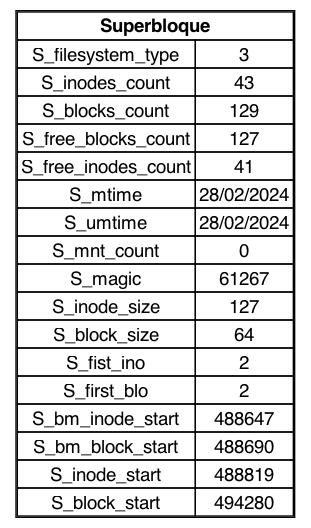 Superbloque
S_filesystem_type 3
S_inodes_count 43
S_blocks_count 129
S_free_blocks_count 127
S_free_inodes_count 41
S_mtime 28/02/2024
S_umtime 28/02/2024
S_mnt_count 0
S_magic 61267
S_inode_size 127
S_block_size 64
S_fist_ino 2
S_first_blo 2
S_bm_inode_start 488647
S_bm_block_start 488690
S_inode_start 488819
S_block_start 494280